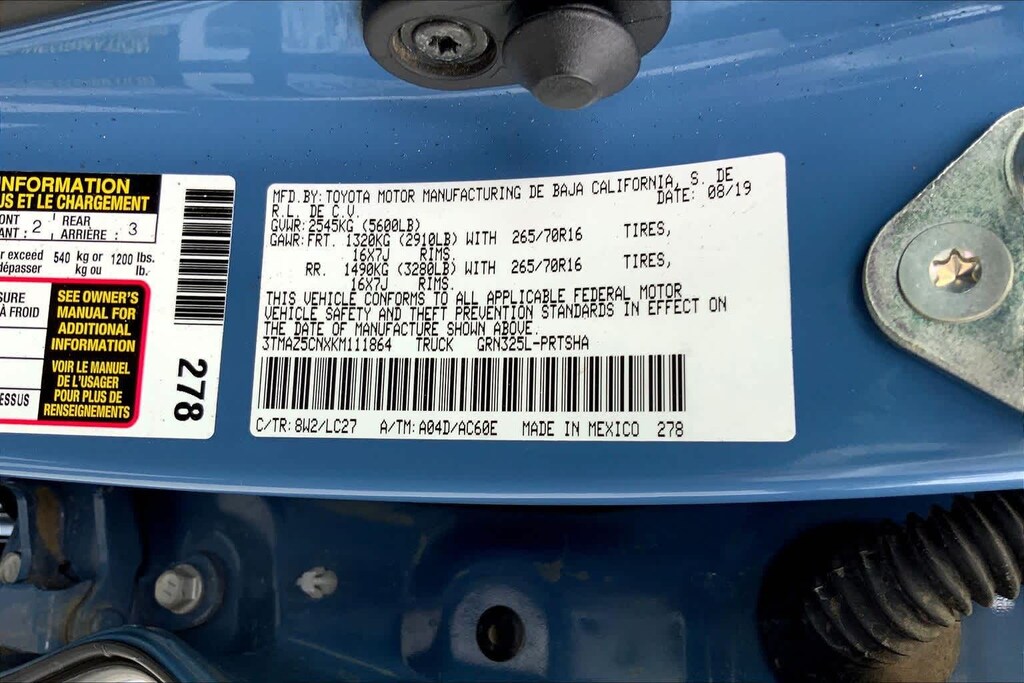 INFORMATION
US ET LE CHARGEMENT
ONT
ANT : 2
REAR
ARRIÈRE : 3
er exceed 540 kg or 1200 lbs.
dépasser kg ou lb.
SURE
À FROID
SEE OWNER'S
MANUAL FOR
ADDITIONAL
INFORMATION
VOIR LE MANUEL
DE L'USAGER
POUR PLUS DE
RENSEIGNEMENTS
DESSUS
278
MFD.BY:TOYOTA MOTOR MANUFACTURING DE BAJA CALIFORNIA, S. DE
R.L. DE C.V. DATE: 08/19
GVWR:2545KG (5600LB)
GAWR:FRT. 1320KG (2910LB) WITH 265/70R16 TIRES,
16X7J RIMS.
RR. 1490KG (3280LB) WITH 265/70R16 TIRES,
16X7J RIMS.
THIS VEHICLE CONFORMS TO ALL APPLICABLE FEDERAL MOTOR
VEHICLE SAFETY AND THEFT PREVENTION STANDARDS IN EFFECT ON
THE DATE OF MANUFACTURE SHOWN ABOVE.
3TMAZ5CNXKM111864 TRUCK GRN325L-PRTSHA
C/TR:8W2/LC27 A/TM:A04D/AC60E MADE IN MEXICO 278